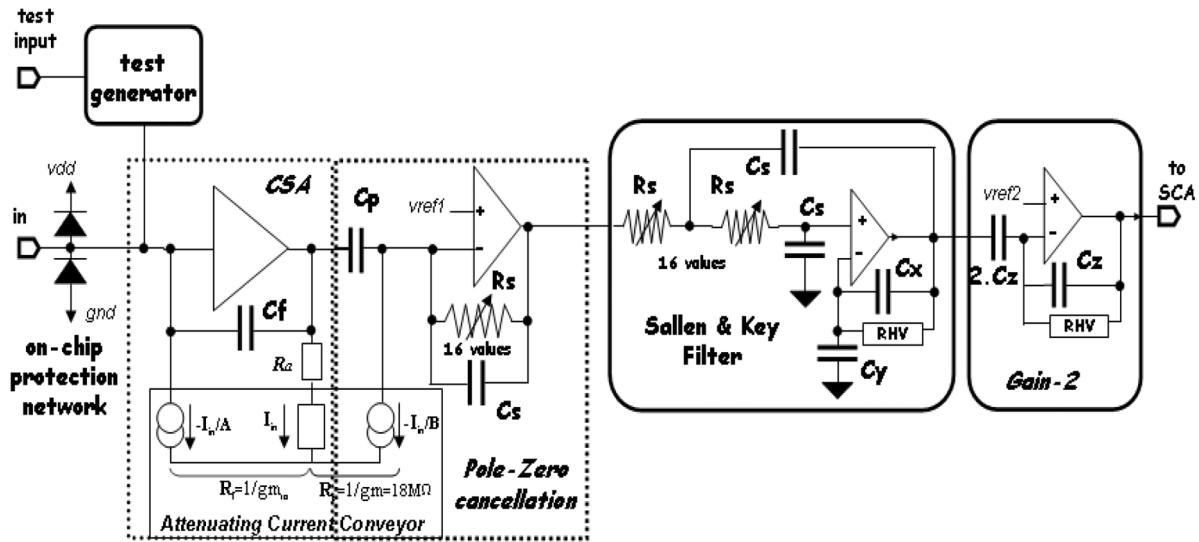 test
input
test
generator
vdd
in
gnd
on-chip
protection
network
CSA
Cf
Ra
-Iin/A
Iin
-Iin/B
Rf=1/gm
R
=1/gm=18MΩ
Attenuating Current Conveyor
Cp
vref1
+
-
Rs
16 values
Cs
Pole-Zero
cancellation
Rs
Rs
16 values
Cs
Cs
+
-
Cx
RHV
Cy
Sallen & Key
Filter
vref2
+
-
2.Cz
Cz
RHV
Gain-2
to
SCA